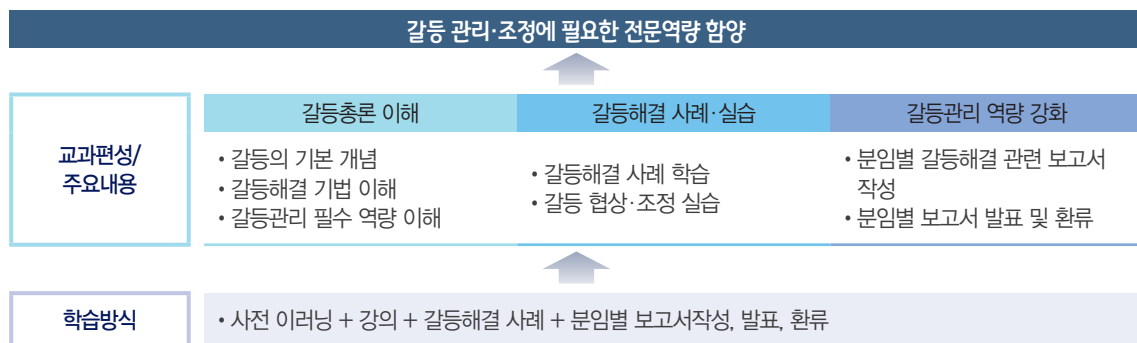 갈등 관리·조정에 필요한 전문역량 함양
교과편성/
주요내용
갈등총론 이해
• 갈등의 기본 개념
• 갈등해결 기법 이해
• 갈등관리 필수 역량 이해
갈등해결 사례·실습
• 갈등해결 사례 학습
• 갈등 협상·조정 실습
갈등관리 역량 강화
• 분임별 갈등해결 관련 보고서
작성
• 분임별 보고서 발표 및 환류
학습방식
• 사전 이러닝 + 강의 + 갈등해결 사례 + 분임별 보고서작성, 발표, 환류